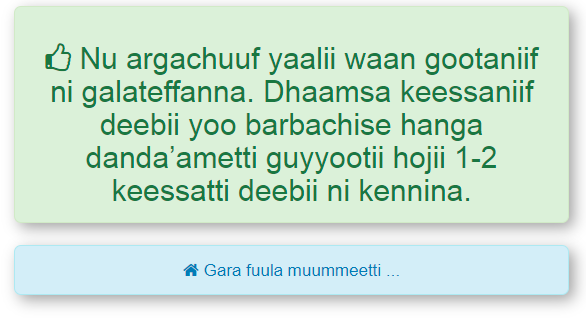 Nu argachuuf yaalii waan gootaniif
ni galateffanna. Dhaamsa keessaniif
deebii yoo barbachise hanga
danda’ametti guyyootii hojii 1-2
keessatti deebii ni kennina.
Gara fuula muummeetti ...